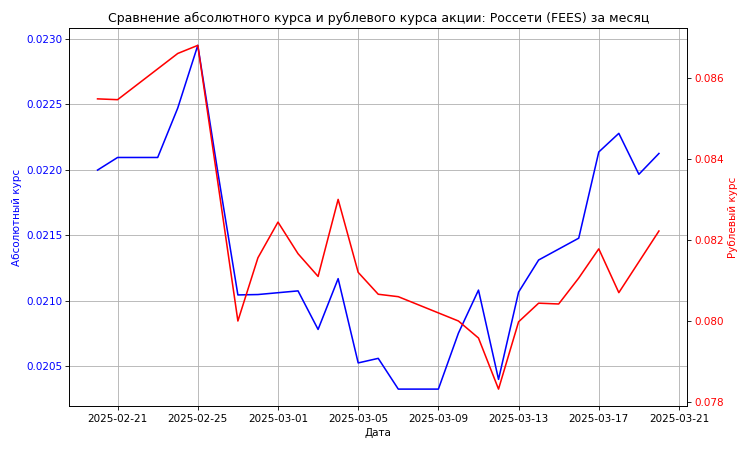 Сравнение абсолютного курса и рублевого курса акции: Россети (FEES) за месяц
0.0230
0.0225
0.0220
0.0215
0.0210
0.0205
Абсолютный курс
0.086
0.084
0.082
0.080
0.078
Рублевый курс
2025-02-21 2025-02-25 2025-03-01 2025-03-05 2025-03-09 2025-03-13 2025-03-17 2025-03-21
Дата